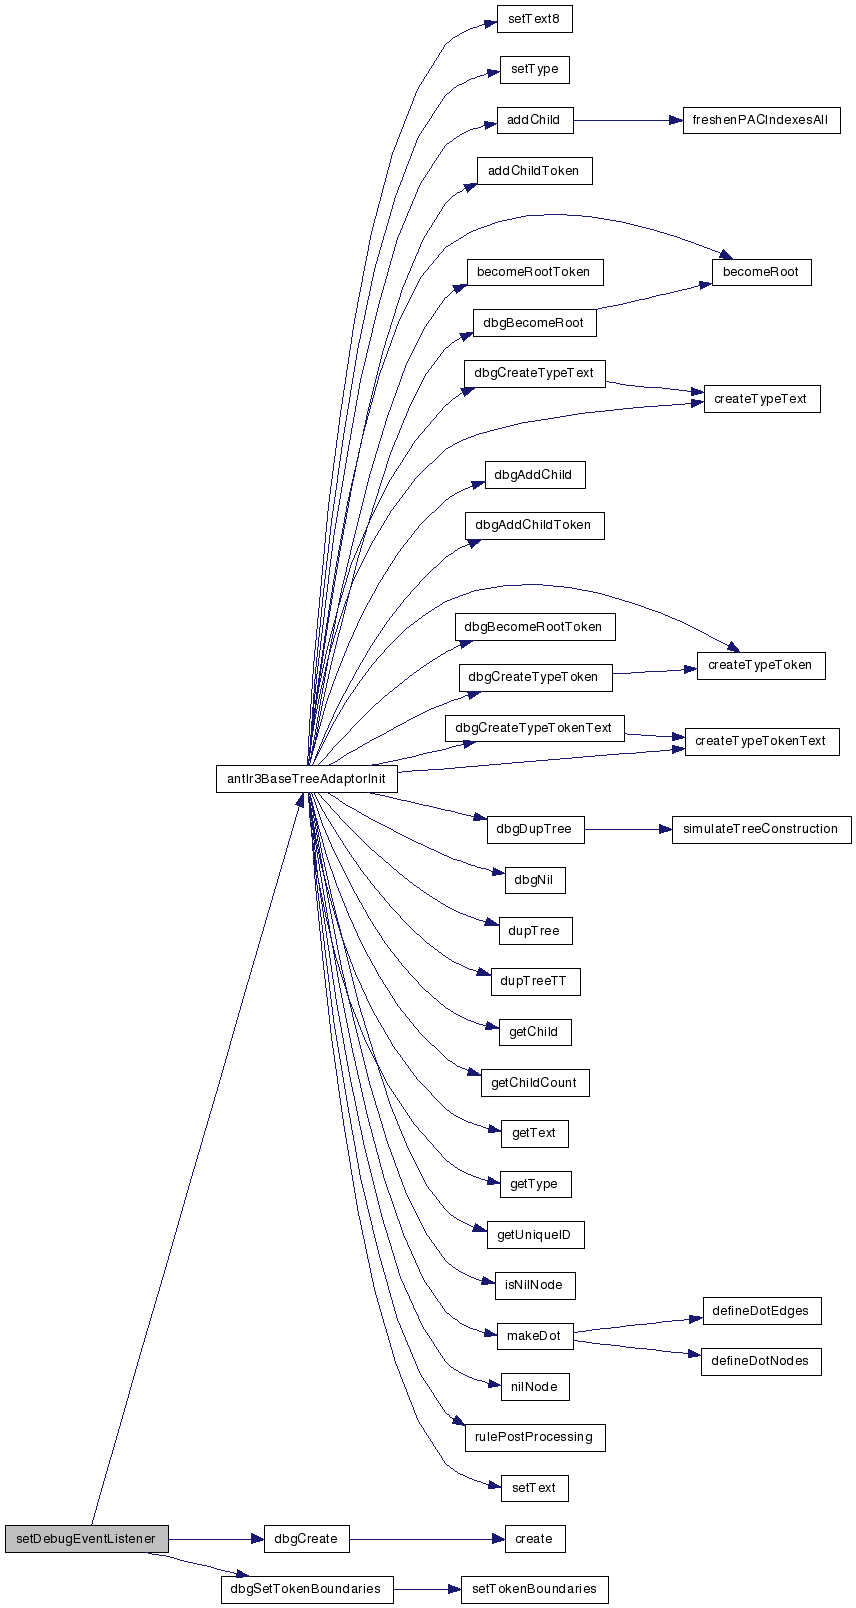 setText8
setType
addChild
freshenPACIndexesAll
addChildToken
becomeRootToken
becomeRoot
dbgBecomeRoot
dbgCreateTypeText
createTypeText
dbgAddChild
dbgAddChildToken
dbgBecomeRootToken
createTypeToken
dbgCreateTypeToken
dbgCreateTypeTokenText
createTypeTokenText
antlr3BaseTreeAdaptorInit
dbgDupTree
simulateTreeConstruction
dbgNil
dupTree
dupTreeTT
getChild
getChildCount
getText
getType
getUniqueID
isNilNode
defineDotEdges
makeDot
defineDotNodes
nilNode
rulePostProcessing
setText
setDebugEventListener
dbgCreate
create
dbgSetTokenBoundaries
setTokenBoundaries